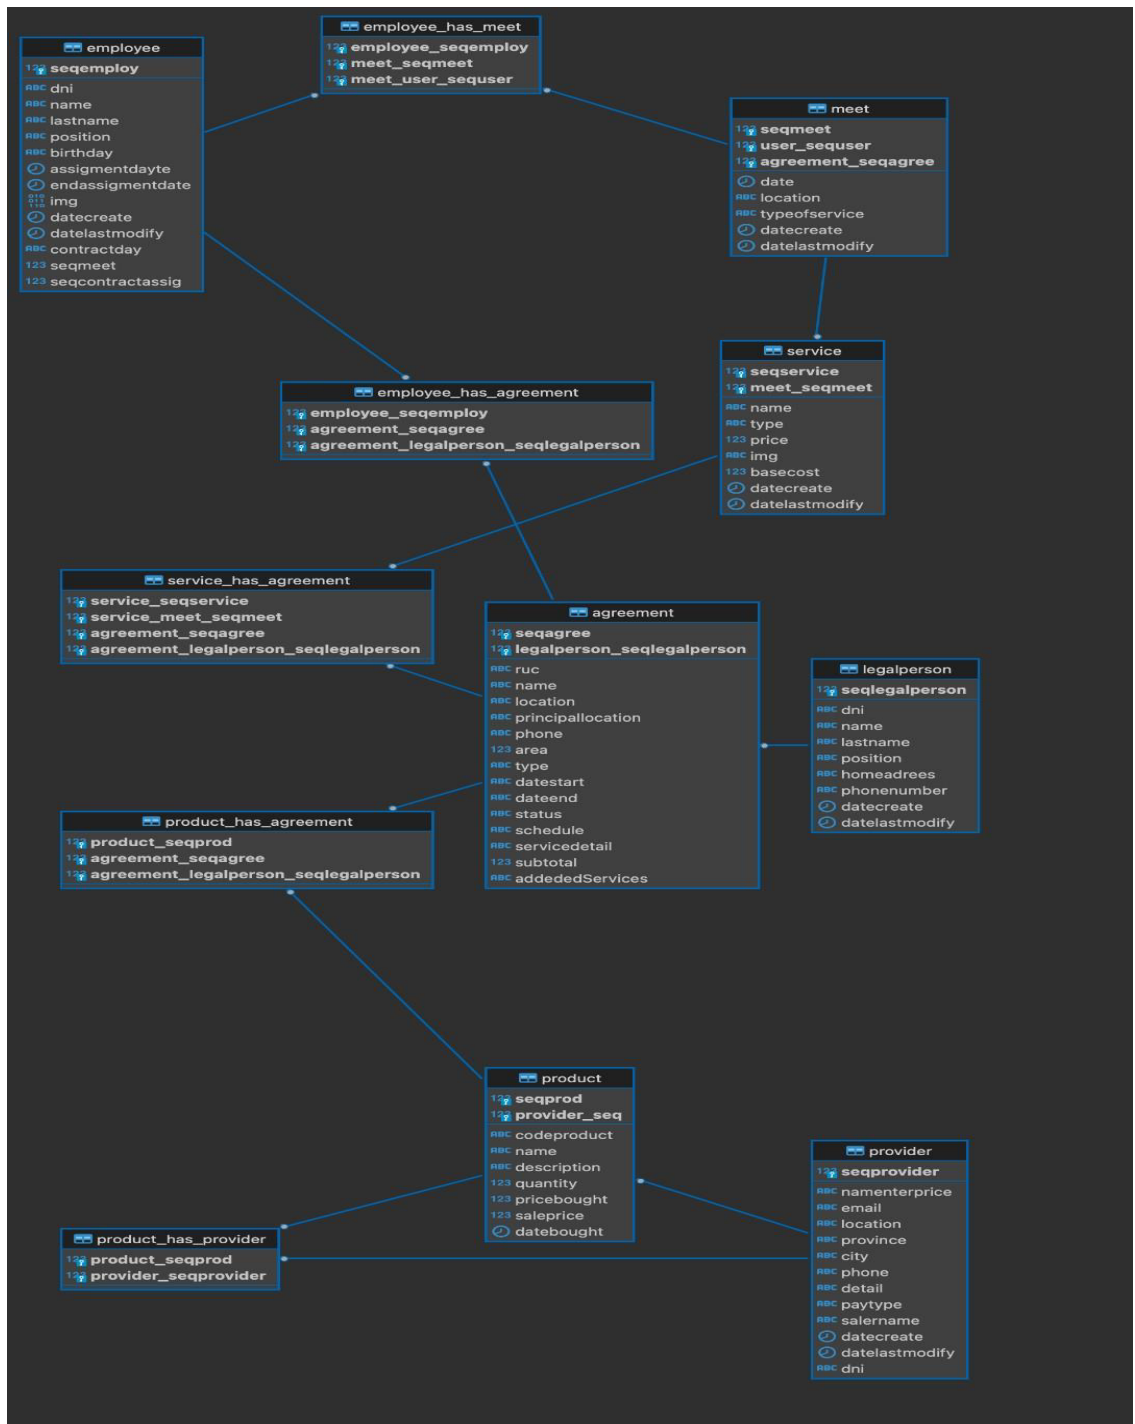 employee_has_meet
employee_seqemploy
meet_seqmeet
meet_user_sequser
employee
seqemploy
dni
name
lastname
position
birthday
assigmentdayte
endassigmentdate
img
datecreate
datelastmodify
contractday
seqmeet
seqcontractassig
meet
seqmeet
user_sequser
agreement_seqagree
date
location
typeofservice
datecreate
datelastmodify
service
seqservice
meet_seqmeet
name
type
price
img
basecost
datecreate
datelastmodify
employee_has_agreement
employee_seqemploy
agreement_seqagree
agreement_legalperson_seqlegalperson
service_has_agreement
service_seqservice
service_meet_seqmeet
agreement_seqagree
agreement_legalperson_seqlegalperson
agreement
seqagree
legalperson_seqlegalperson
ruc
name
location
principallocation
phone
area
type
datestart
dateend
status
schedule
servicedetail
subtotal
addededServices
legalperson
seqlegalperson
dni
name
lastname
position
homeadrees
phonenumber
datecreate
datelastmodify
product_has_agreement
product_seqprod
agreement_seqagree
agreement_legalperson_seqlegalperson
product
seqprod
provider_seq
codeproduct
name
description
quantity
pricebought
saleprice
datebought
provider
seqprovider
namenterprice
email
location
province
city
phone
detail
paytype
salername
datecreate
datelastmodify
dni
product_has_provider
product_seqprod
provider_seqprovider